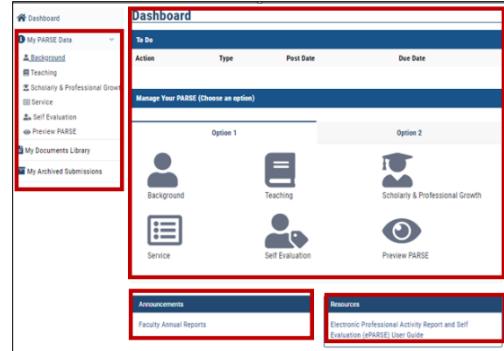 Dashboard
My PARSE Data
Background
Teaching
Scholarly & Professional Growt
Service
Self Evaluation
Preview PARSE
My Documents Library
My Archived Submissions
Dashboard
To Do
Action Type Post Date Due Date
Manage Your PARSE (Choose an option)
Option 1 Option 2
Background Teaching Scholarly & Professional Growth
Service Self Evaluation Preview PARSE
Announcements
Faculty Annual Reports
Resources
Electronic Professional Activity Report and Self
Evaluation (ePARSE) User Guide